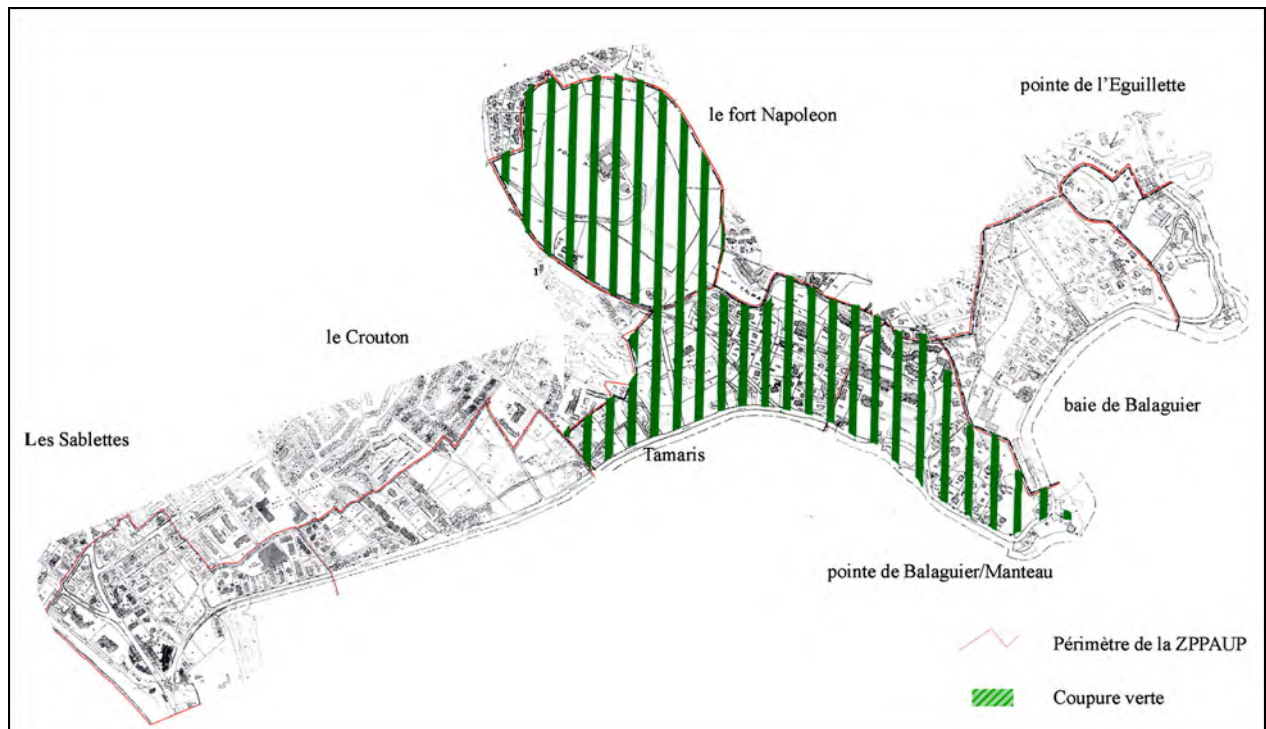 pointe de l'Eguillette
le fort Napoleon
le Crouton
baie de Balaguier
Les Sablettes
Tamaris
pointe de Balaguier/Manteau
Périmètre de la ZPPAUP
Coupure verte